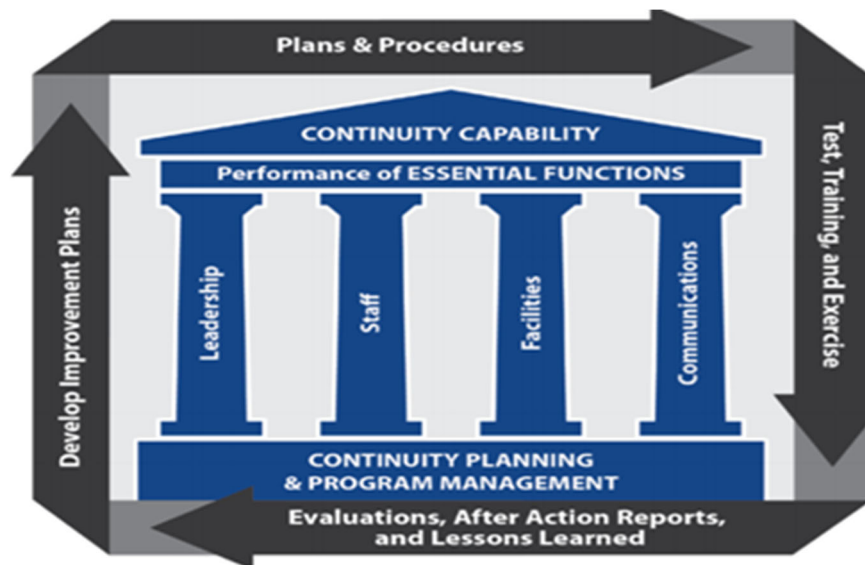 Plans & Procedures
CONTINUITY CAPABILITY
Performance of ESSENTIAL FUNCTIONS
Leadership
Staff
Facilities
Communications
CONTINUITY PLANNING
& PROGRAM MANAGEMENT
Test, Training, and Exercise
Evaluations, After Action Reports,
and Lessons Learned
Develop Improvement Plans